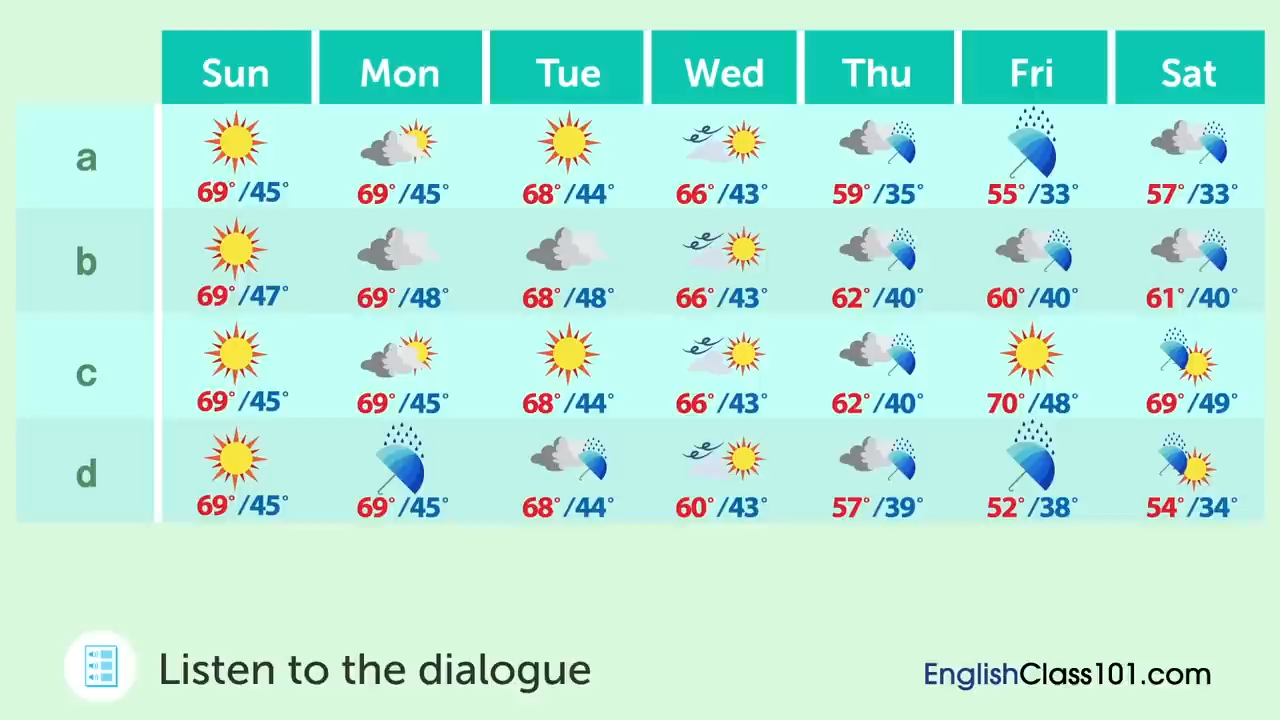 Sun Mon Tue Wed Thu Fri Sat
a
69°/45° 69°/45° 68°/44° 66°/43° 59°/35° 55°/33° 57°/33°
b
69°/47° 69°/48° 68°/48° 66°/43° 62°/40° 60°/40° 61°/40°
c
69°/45° 69°/45° 68°/44° 66°/43° 62°/40° 70°/48° 69°/49°
d
69°/45° 69°/45° 68°/44° 60°/43° 57°/39° 52°/38° 54°/34°
Listen to the dialogue
EnglishClass101.com